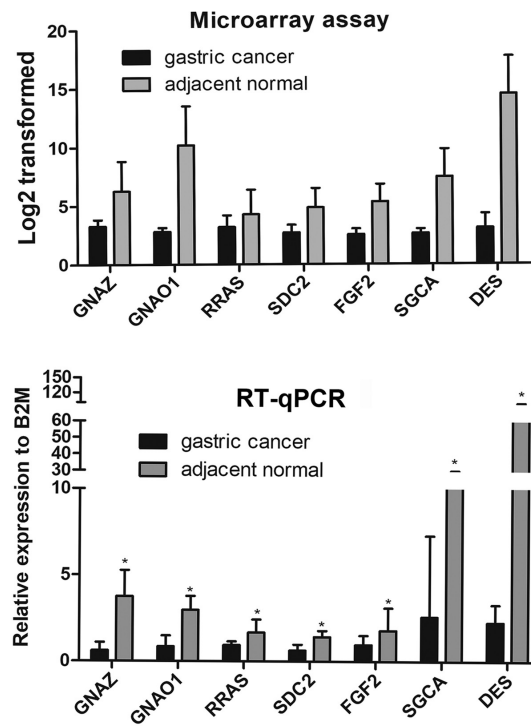 Microarray assay
20
15
10
5
0
Log2 transformed
gastric cancer
adjacent normal
GNAZ
GNAO1
RRAS
SDC2
FGF2
SGCA
DES
RT-qPCR
150
120
60
50
40
30
10
5
0
Relative expression to B2M
gastric cancer
adjacent normal
*
*
*
*
*
*
*
GNAZ
GNAO1
RRAS
SDC2
FGF2
SGCA
DES